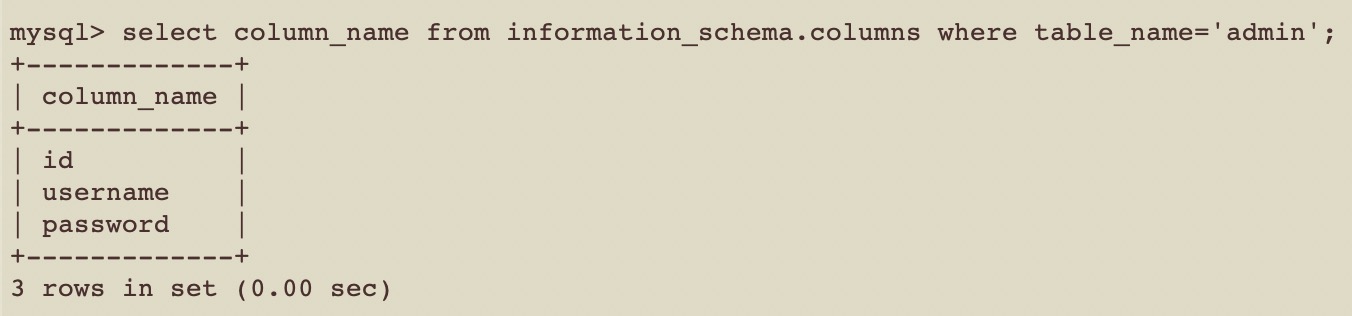 mysql> select column_name from information_schema.columns where table_name='admin';
+-------------+
| column_name |
+-------------+
| id          |
| username    |
| password    |
+-------------+
3 rows in set (0.00 sec)